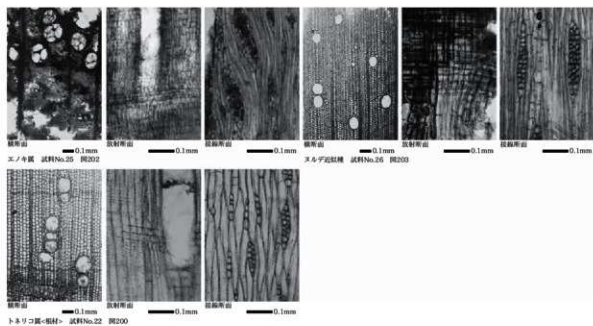 横断面 放射断面 接線断面 横断面 放射断面 接線断面
0.1mm 0.1mm 0.1mm 0.1mm 0.1mm 0.1mm
エノキ属 試料No.25 図202 ヌルデ近似種 試料No.26 図203
横断面 放射断面 接線断面
0.1mm 0.1mm 0.1mm
トネリコ属<根材> 試料No.22 図200